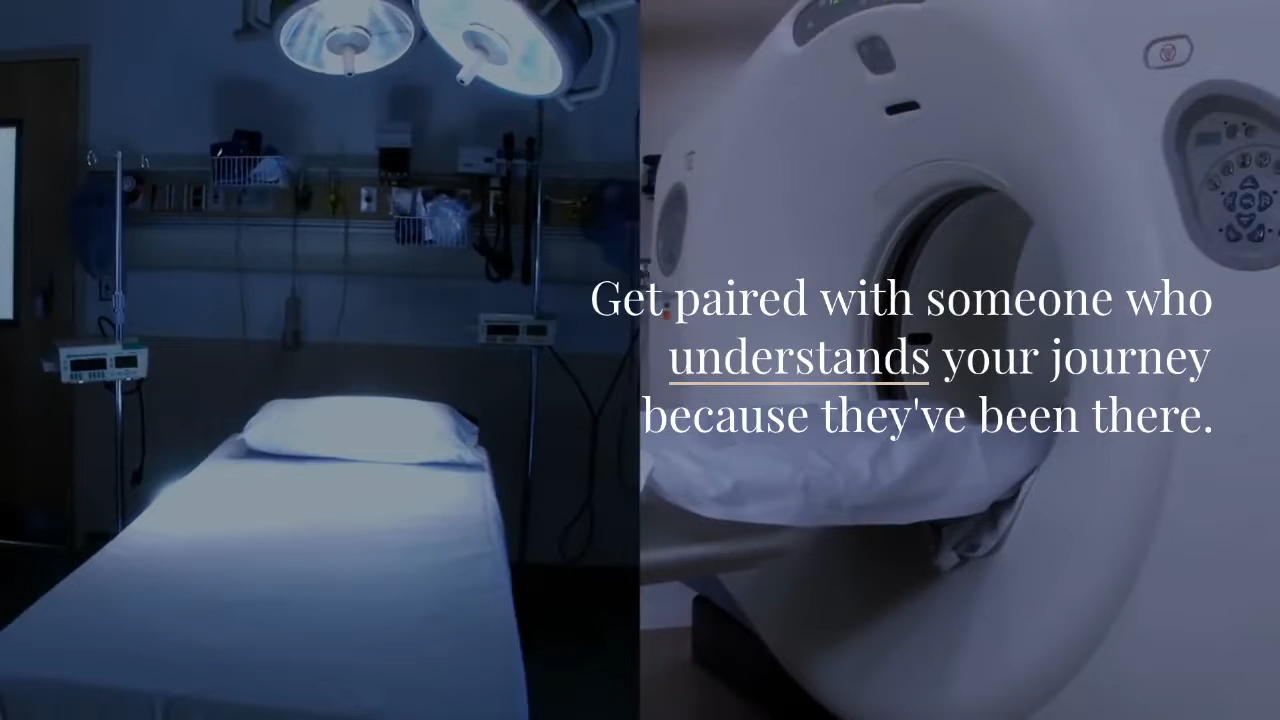 Get paired with someone who
understands your journey
because they've been there.